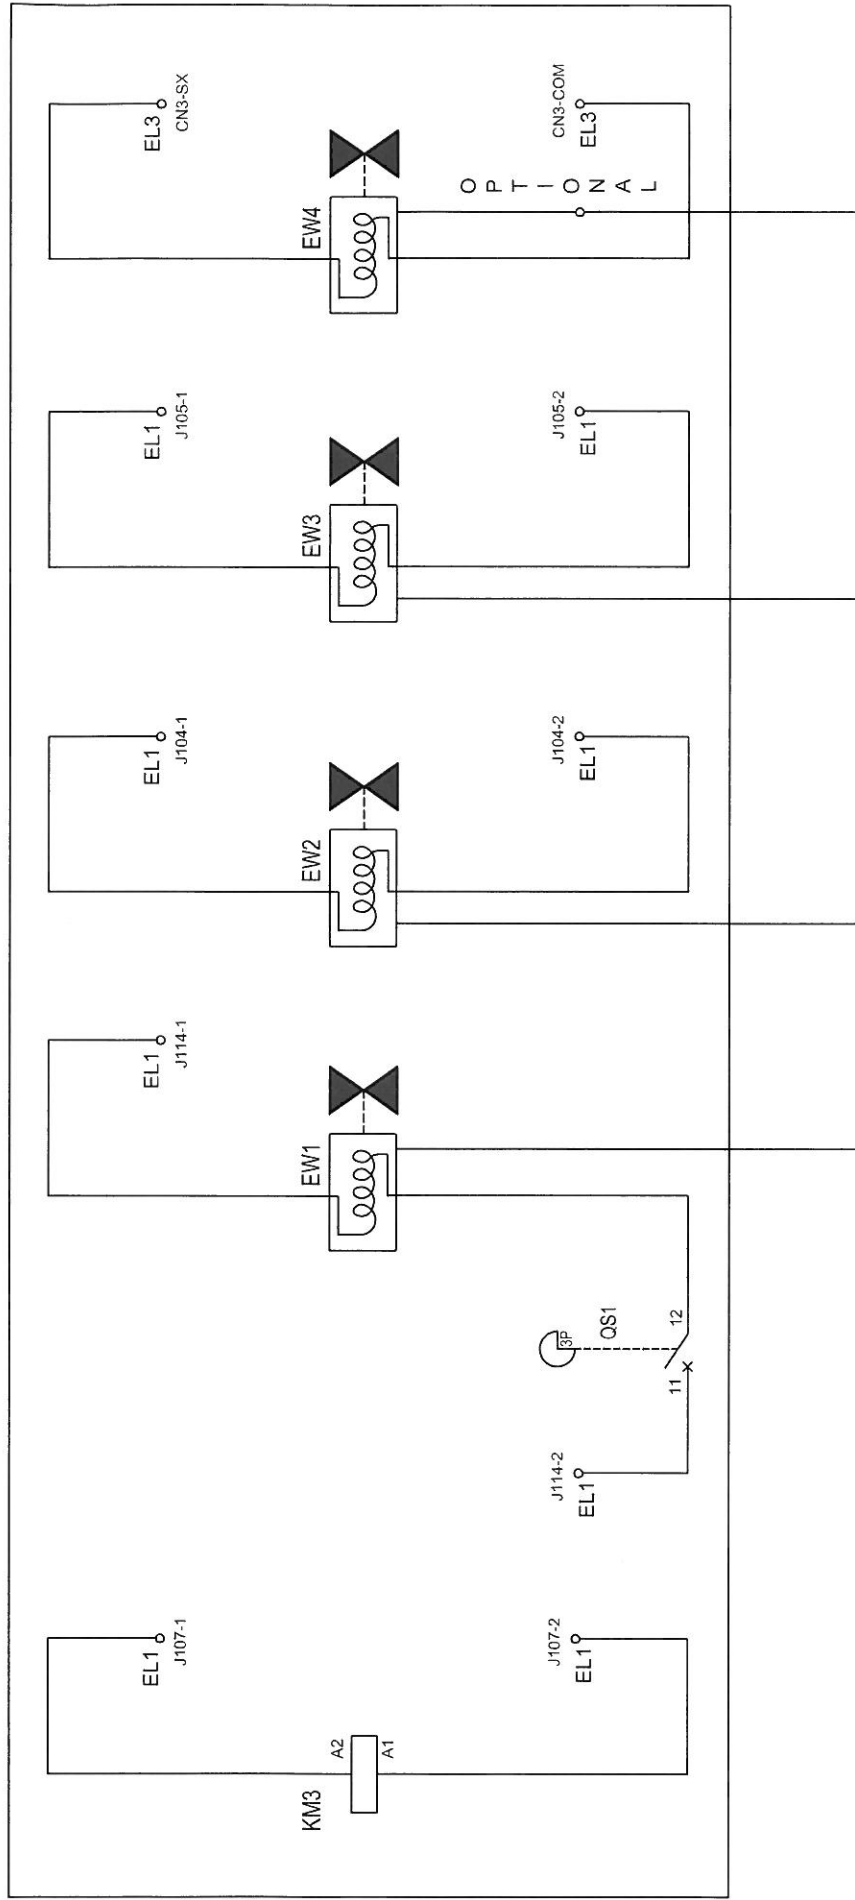 EL3
CN3-SX
EW4
OPTIONAL
CN3-COM
EL3
EL1
J105-1
EW3
J105-2
EL1
EL1
J104-1
EW2
J104-2
EL1
EL1
J114-1
EW1
3P
QS1
12
11
J114-2
EL1
EL1
J107-1
A2
A1
KM3
J107-2
EL1